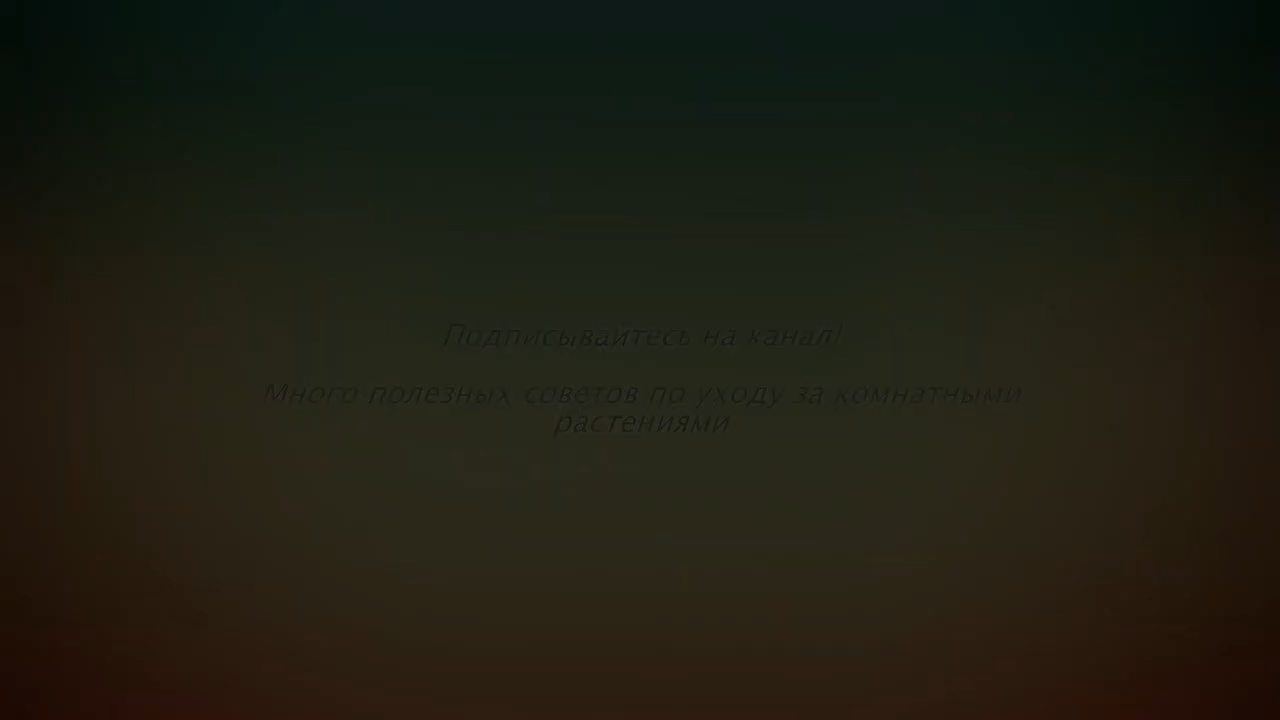 Подписывайтесь на канал!
Много полезных советов по уходу за комнатными
растениями